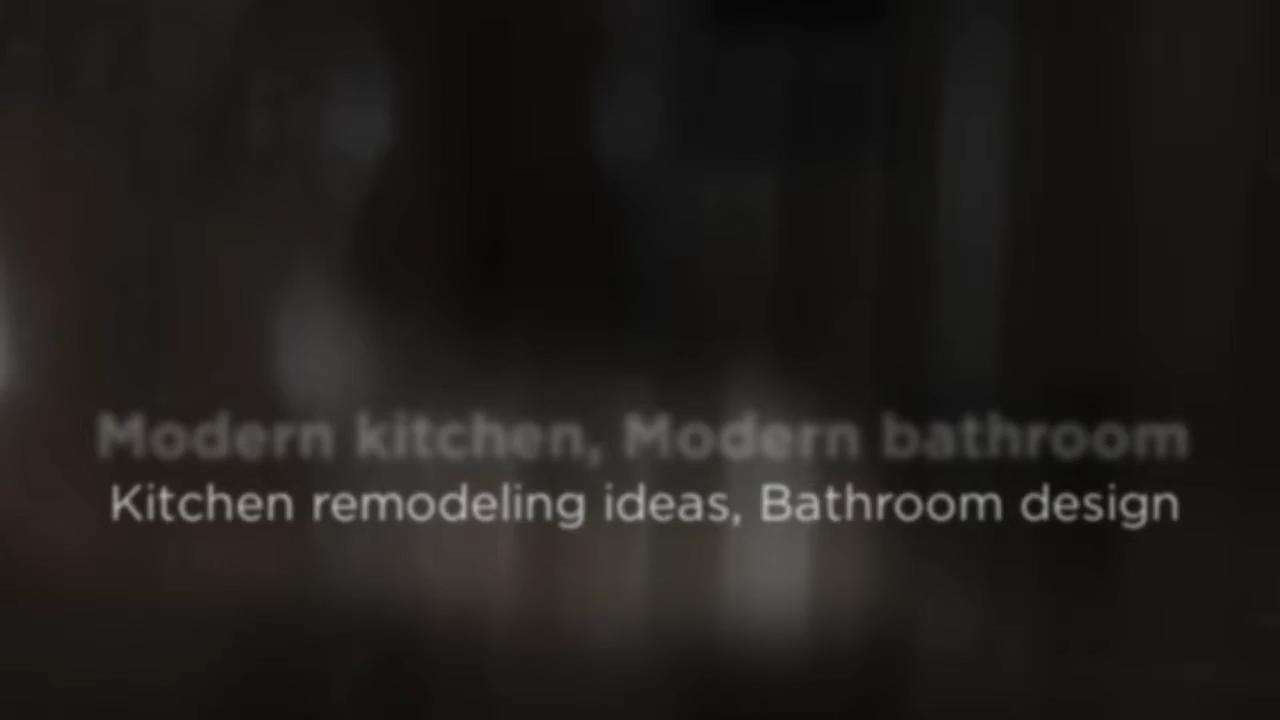 Modern kitchen, Modern bathroom
Kitchen remodeling ideas, Bathroom design